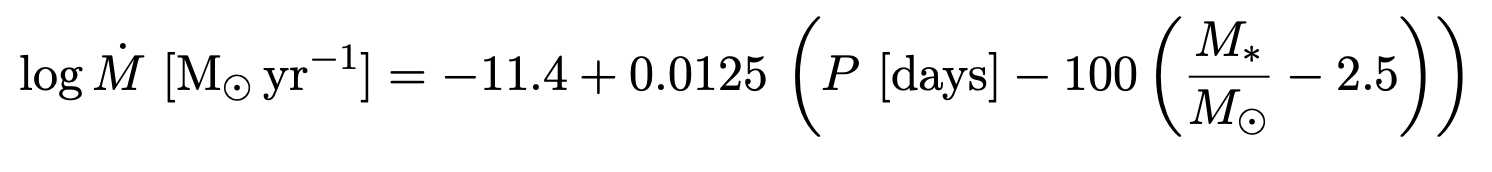 log Ṁ [M⊙ yr⁻¹] = −11.4 + 0.0125 (P [days] − 100 (M∗/M⊙ − 2.5))